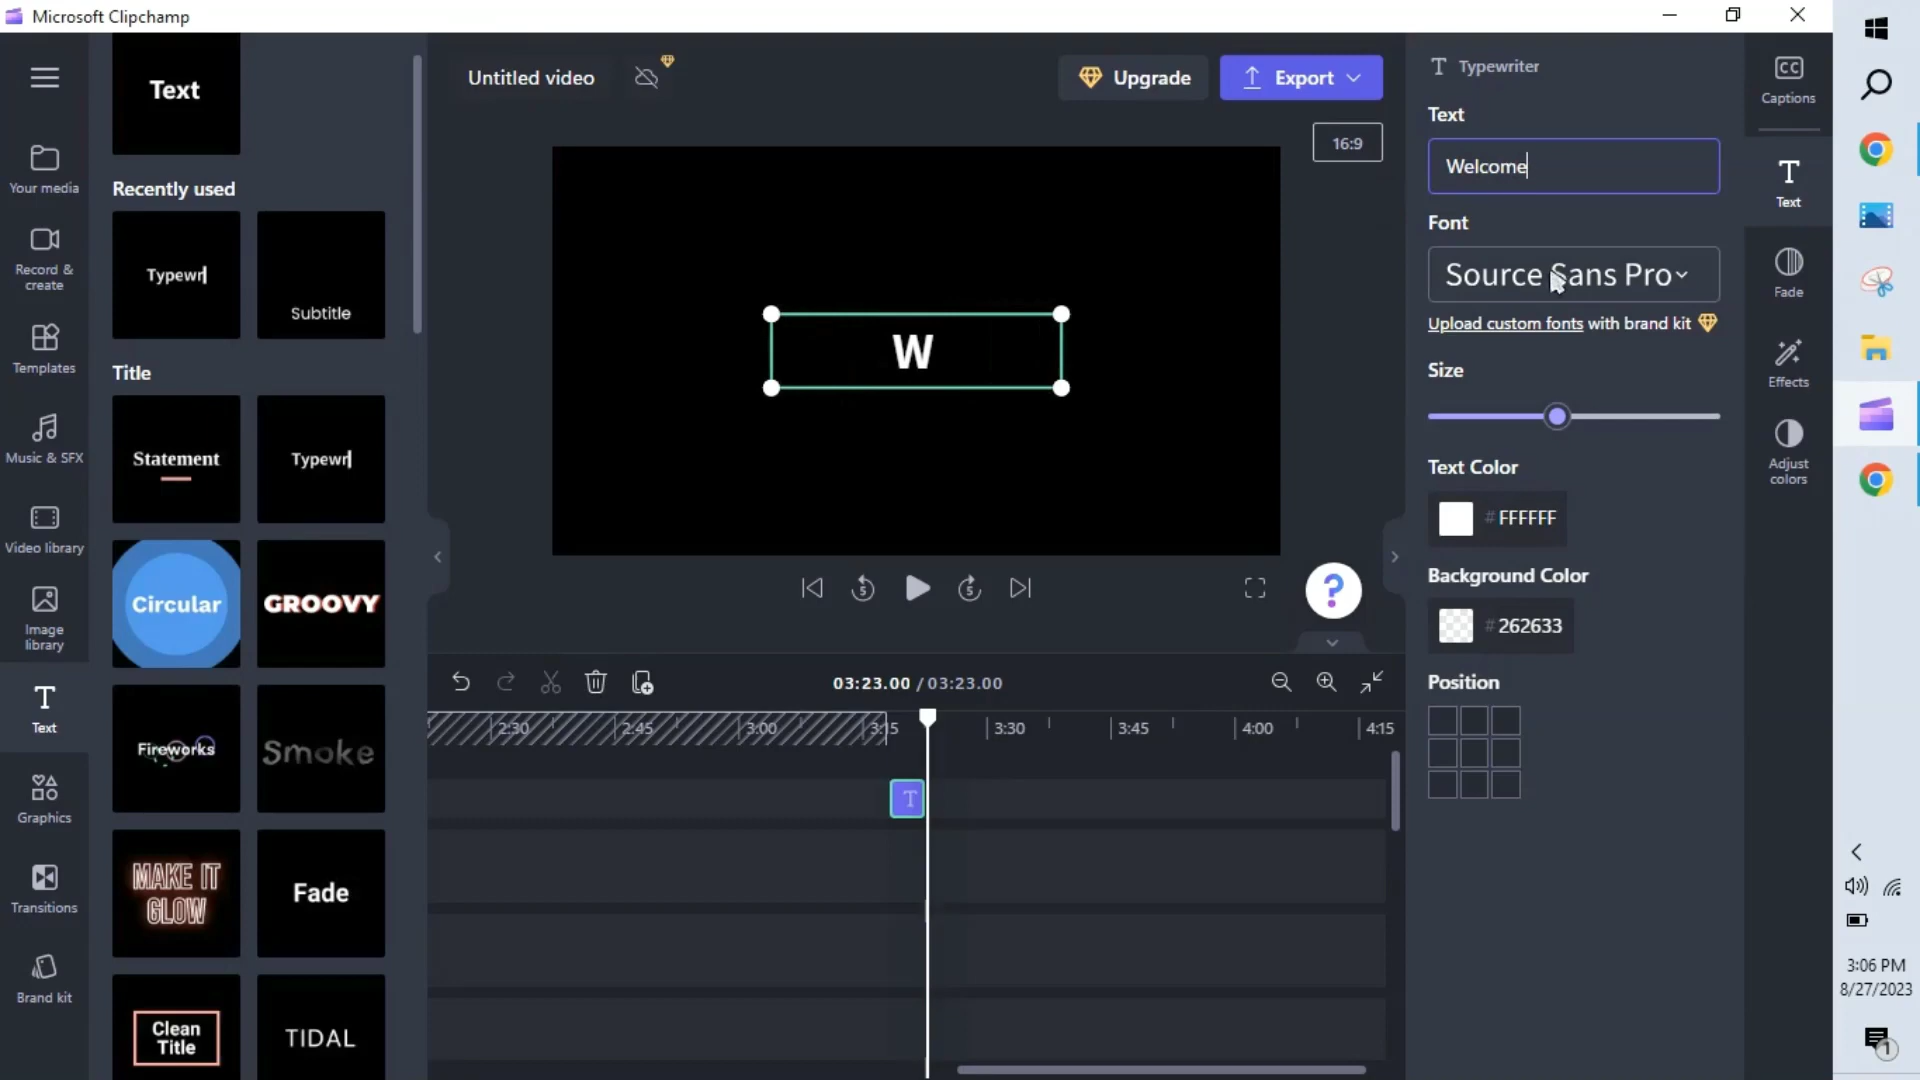 Microsoft Clipchamp
Your media
Record &
create
Templates
Music & SFX
Video library
Image
library
Text
Graphics
Transitions
Brand kit
Text
Recently used
Typewr
Subtitle
Title
Statement
Typewr
Circular
GROOVY
Fireworks
Smoke
MAKE IT
GLOW
Fade
Clean
Title
TIDAL
Untitled video
Upgrade
Export
16:9
W
5
5
?
03:23.00 / 03:23.00
2:30
2:45
3:00
3:15
3:30
3:45
4:00
4:15
T
T Typewriter
Text
Welcome
Font
Source Sans Pro
Upload custom fonts with brand kit
Size
Text Color
#FFFFFF
Background Color
#262633
Position
CC
Captions
T
Text
Fade
Effects
Adjust
colors
3:06 PM
8/27/2023
1